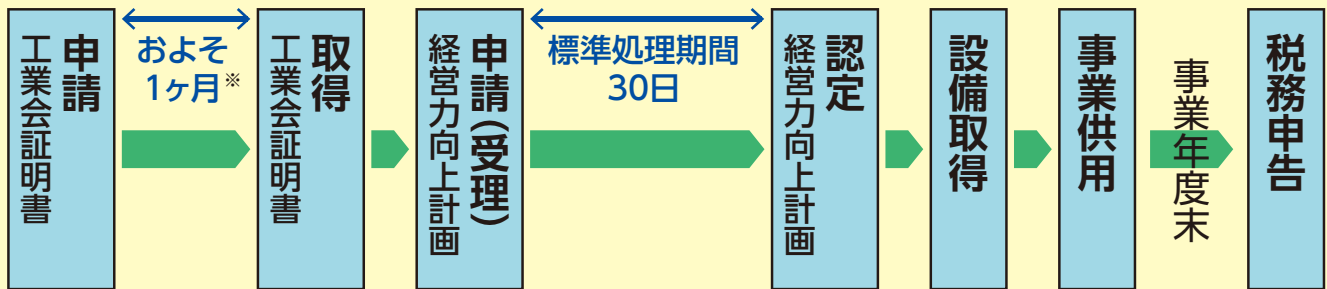 申請
工業会証明書
およそ
1ヶ月※
取得
工業会証明書
申請(受理)
経営力向上計画
標準処理期間
30日
認定
経営力向上計画
設備取得
事業供用
事業年度末
税務申告